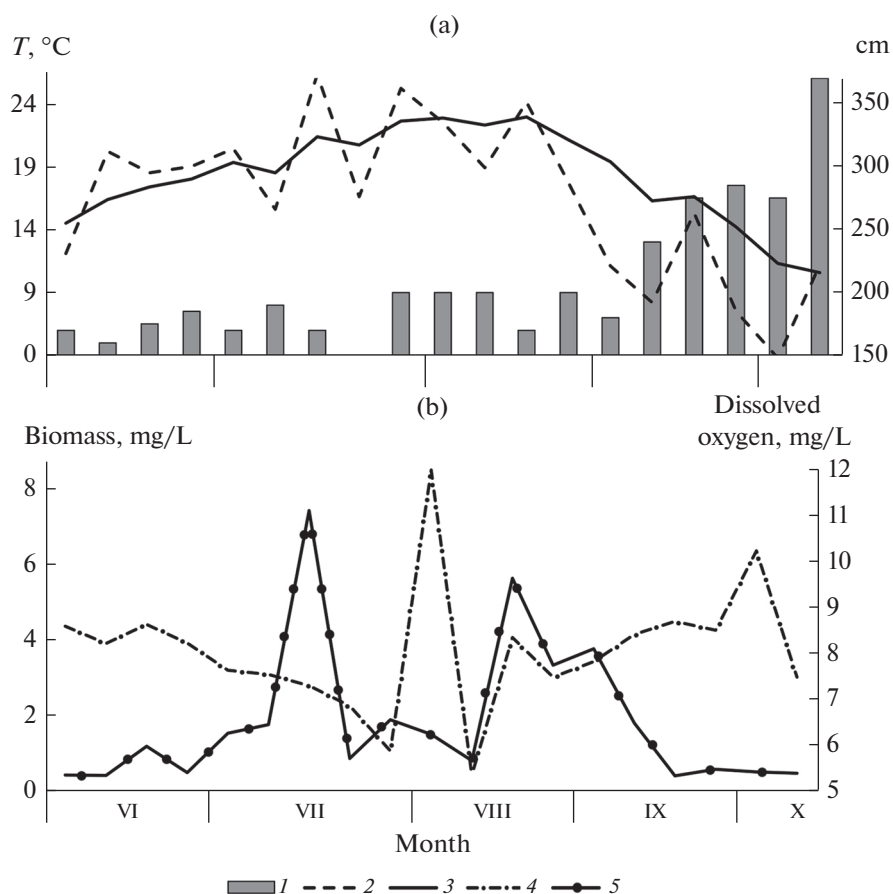 (a)
T, °C
cm
24
19
14
9
0
350
300
250
200
150
(b)
Biomass, mg/L
Dissolved
oxygen, mg/L
8
6
4
2
0
12
11
10
9
8
7
6
5
VI VII VIII IX X
Month
1 2 3 4 5